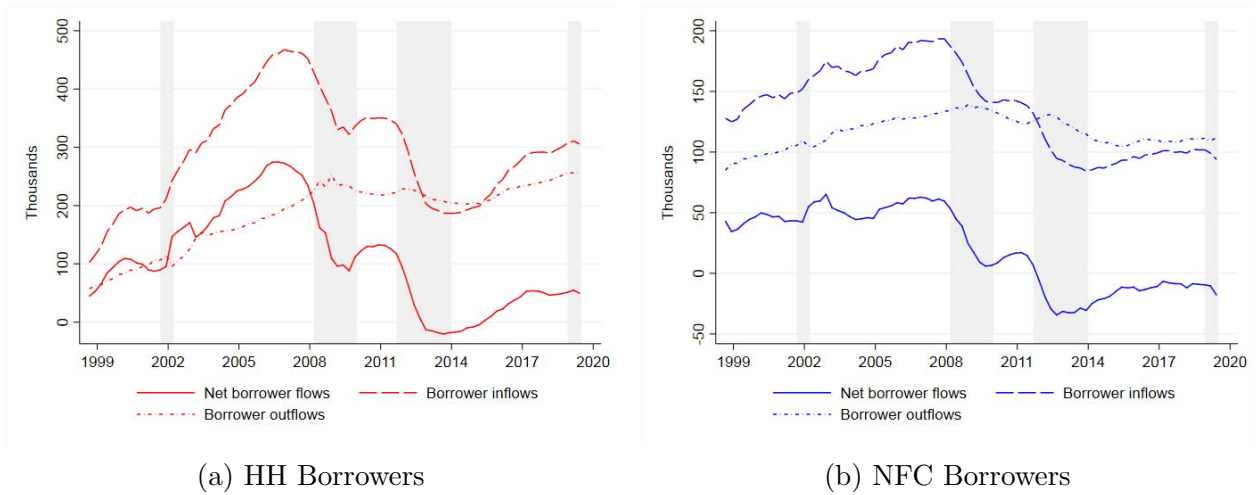 500
400
300
200
100
0
Thousands
1999 2002 2005 2008 2011 2014 2017 2020
Net borrower flows Borrower inflows
Borrower outflows
(a) HH Borrowers
200
150
100
50
0
-50
Thousands
1999 2002 2005 2008 2011 2014 2017 2020
Net borrower flows Borrower inflows
Borrower outflows
(b) NFC Borrowers